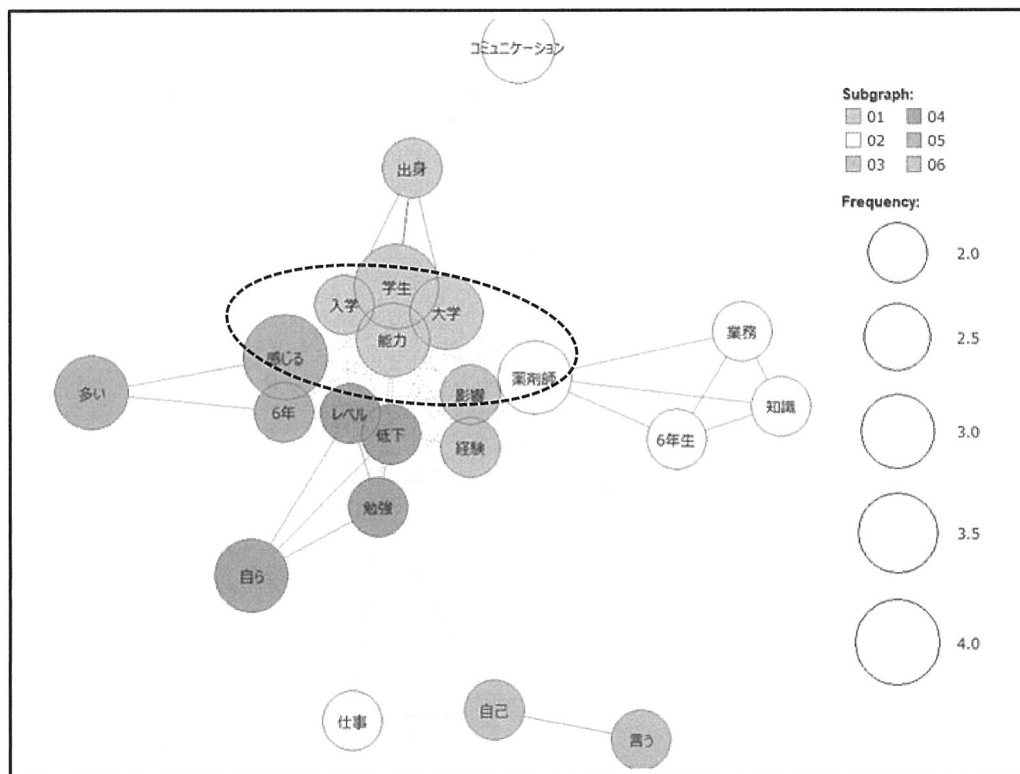 コミュニケーション
Subgraph:
01 04
02 05
03 06
出身
Frequency:
学生
2.0
入学
大学
業務
2.5
能力
感じる
薬剤師
多い
影響
知識
6年
レベル
低下
3.0
6年生
経験
勉強
3.5
自ら
4.0
自己
仕事
言う